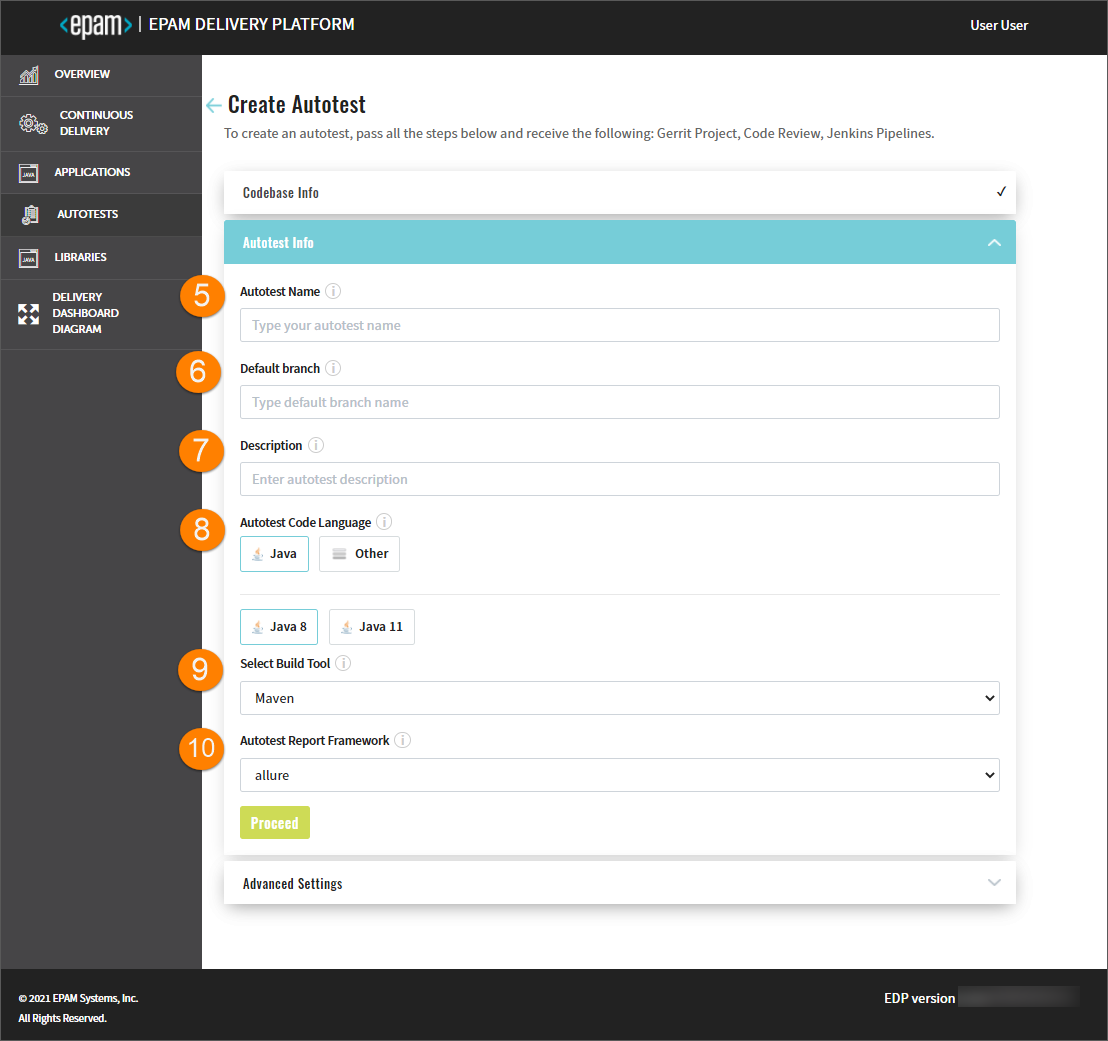 <epam> | EPAM DELIVERY PLATFORM
User User
OVERVIEW
CONTINUOUS
DELIVERY
JAVA APPLICATIONS
AUTOTESTS
JAVA LIBRARIES
DELIVERY
DASHBOARD
DIAGRAM
Create Autotest
To create an autotest, pass all the steps below and receive the following: Gerrit Project, Code Review, Jenkins Pipelines.
Codebase Info
Autotest Info
5 Autotest Name
Type your autotest name
6 Default branch
Type default branch name
7 Description
Enter autotest description
8 Autotest Code Language
Java Other
Java 8 Java 11
9 Select Build Tool
Maven
10 Autotest Report Framework
allure
Proceed
Advanced Settings
© 2021 EPAM Systems, Inc.
All Rights Reserved.
EDP version